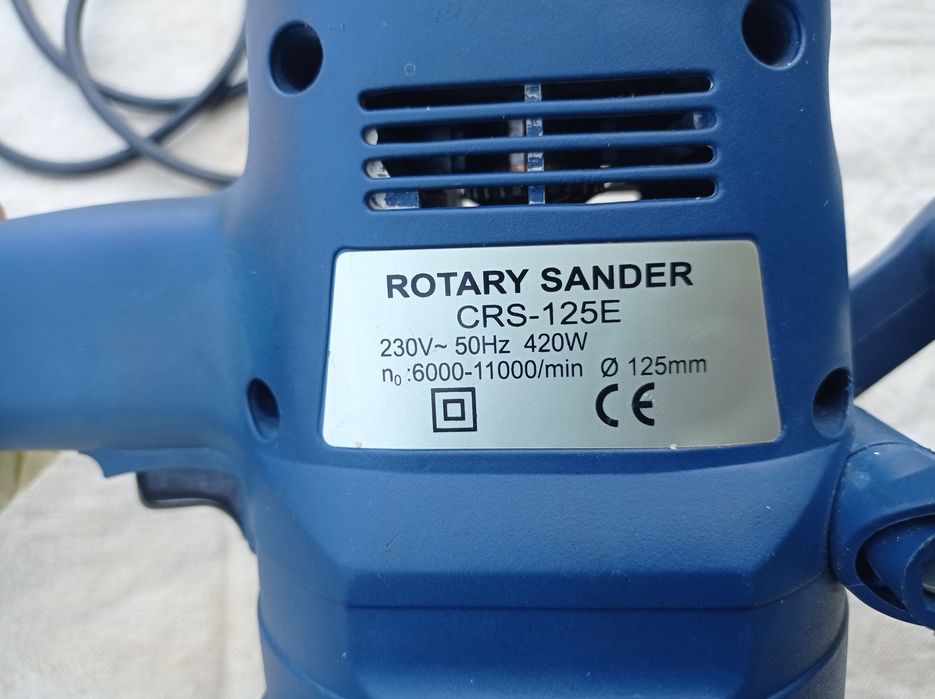 ROTARY SANDER
CRS-125E
230V~ 50Hz 420W
n₀ :6000-11000/min Ø 125mm
CE